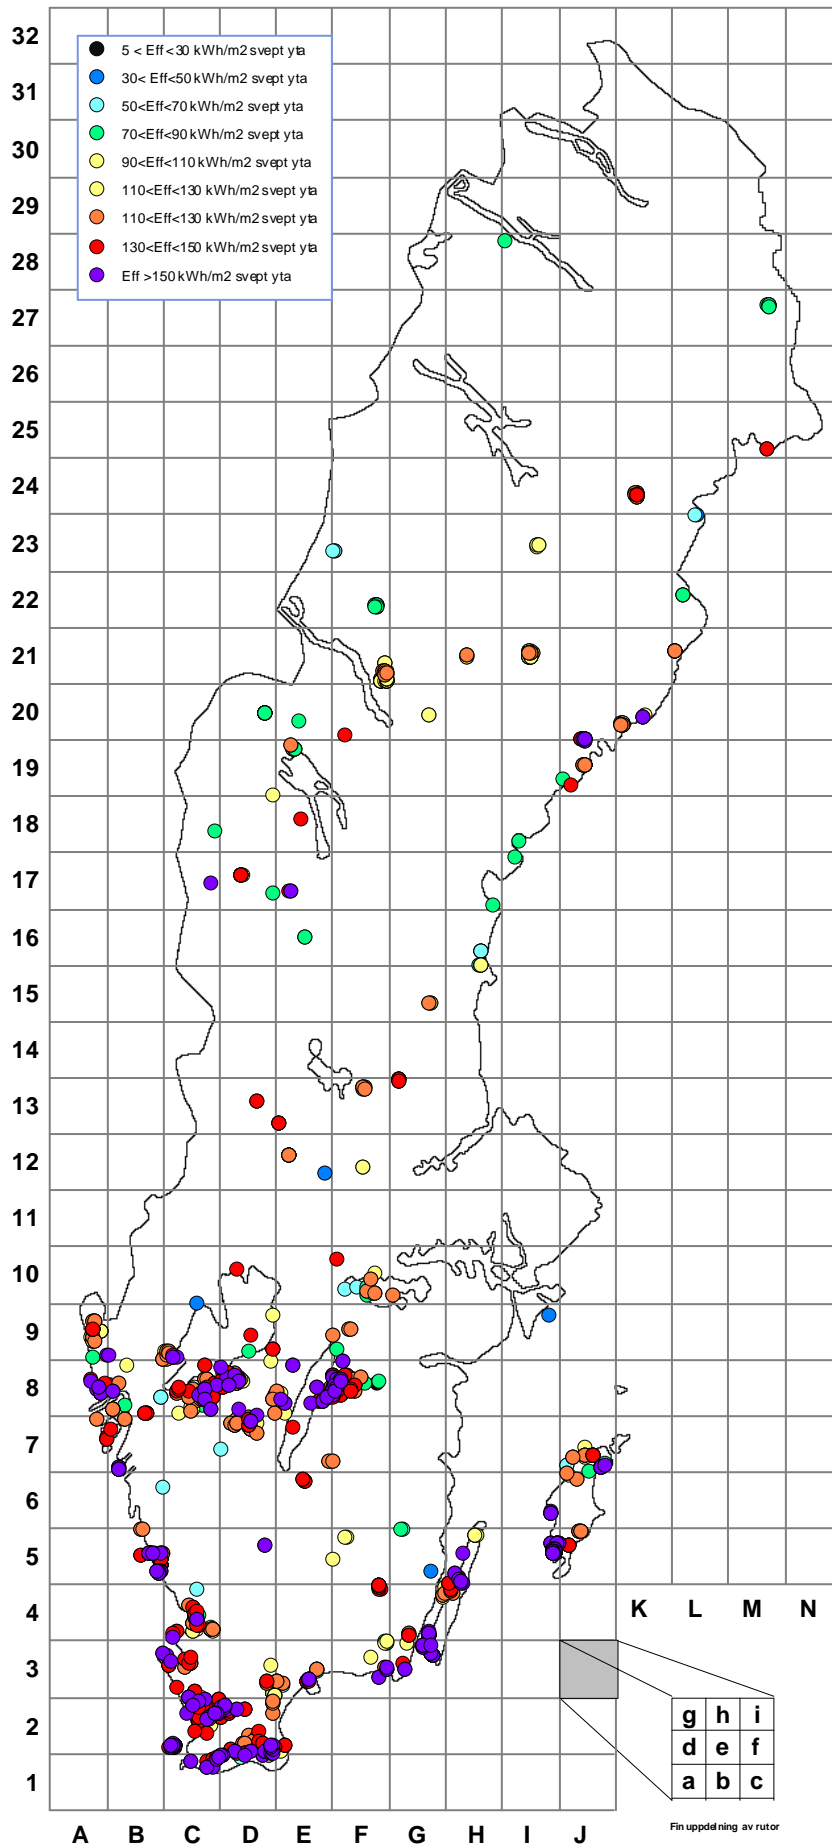 32
5 < Eff<30 kWh/m2 svept yta
30< Eff<50 kWh/m2 svept yta
31
50<Eff<70 kWh/m2 svept yta
70<Eff<90 kWh/m2 svept yta
30
90<Eff<110 kWh/m2 svept yta
110<Eff<130 kWh/m2 svept yta
29
110<Eff<130 kWh/m2 svept yta
130<Eff<150 kWh/m2 svept yta
28
Eff >150 kWh/m2 svept yta
27
26
25
24
23
22
21
20
19
18
17
16
15
14
13
12
11
10
9
8
7
6
5
4 K L M N
3
g h i
2
d e f
1
a b c
A B C D E F G H I J
Fin uppdelning av rutor